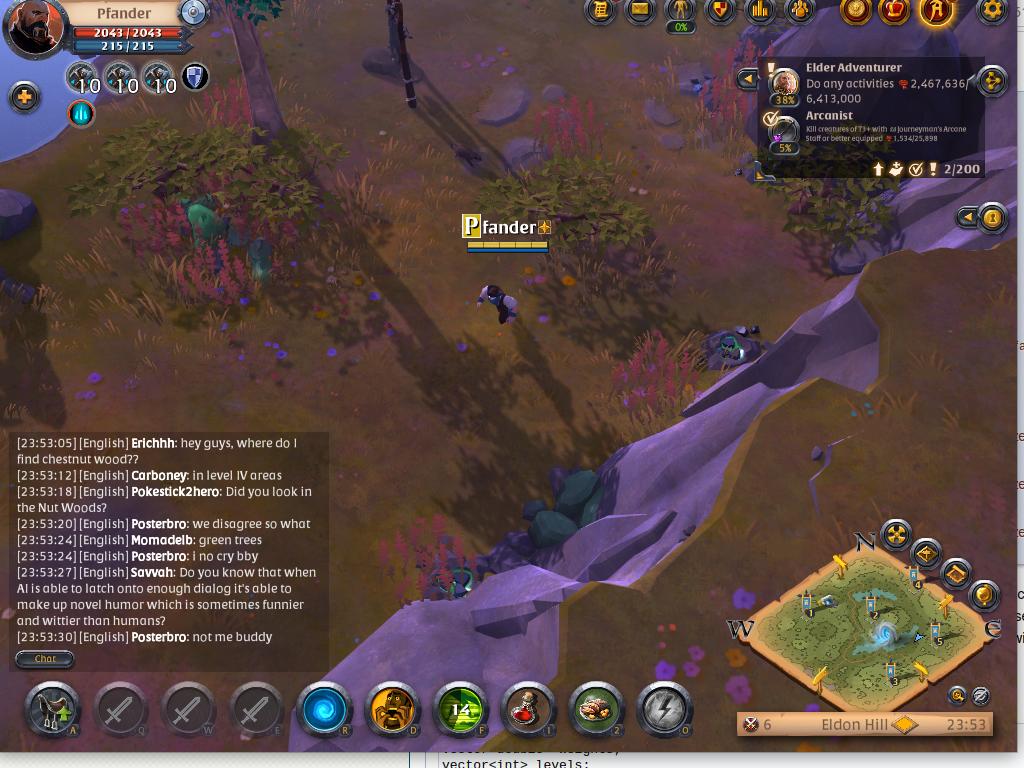 Pfander
2043/2043
215/215
10 10 10
0%
Elder Adventurer
Do any activities 2,467,636/
6,413,000
38%
Arcanist
Kill creatures of T3+ with a Journeyman's Arcane
Staff or better equipped 1,534/25,898
5%
2/200
Pfander
[23:53:05] [English] Erichhh: hey guys, where do I
find chestnut wood??
[23:53:12] [English] Carboney: in level IV areas
[23:53:18] [English] Pokestick2hero: Did you look in
the Nut Woods?
[23:53:20] [English] Posterbro: we disagree so what
[23:53:24] [English] Momadelb: green trees
[23:53:24] [English] Posterbro: i no cry bby
[23:53:27] [English] Savvah: Do you know that when
AI is able to latch onto enough dialog it's able to
make up novel humor which is sometimes funnier
and wittier than humans?
[23:53:30] [English] Posterbro: not me buddy
Chat
A Q W E R D 14 F 1 2 O
N
W E
1 2 3 4 5
6 Eldon Hill 23:53
vector<int> levels;